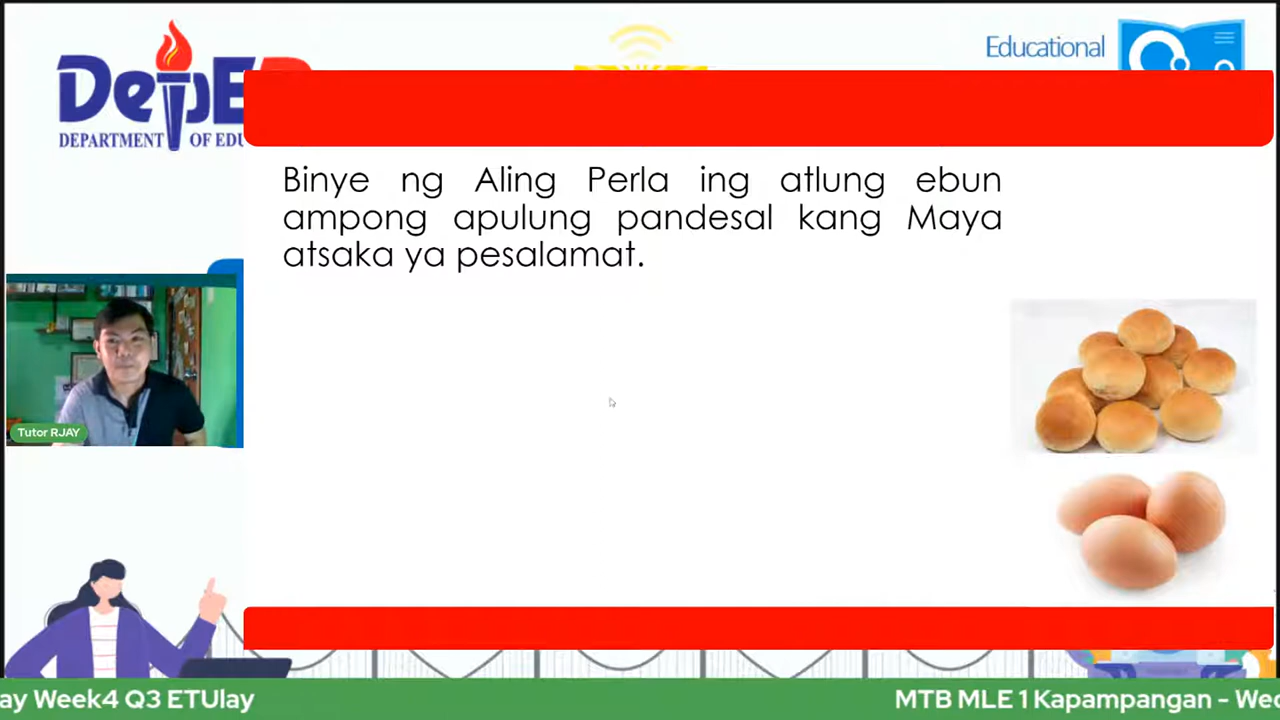 DepED
DEPARTMENT OF EDU
Educational
Binye ng Aling Perla ing atlung ebun
ampong apulung pandesal kang Maya
atsaka ya pesalamat.
Tutor RJAY
ay Week4 Q3 ETUlay
MTB MLE 1 Kapampangan - Wed